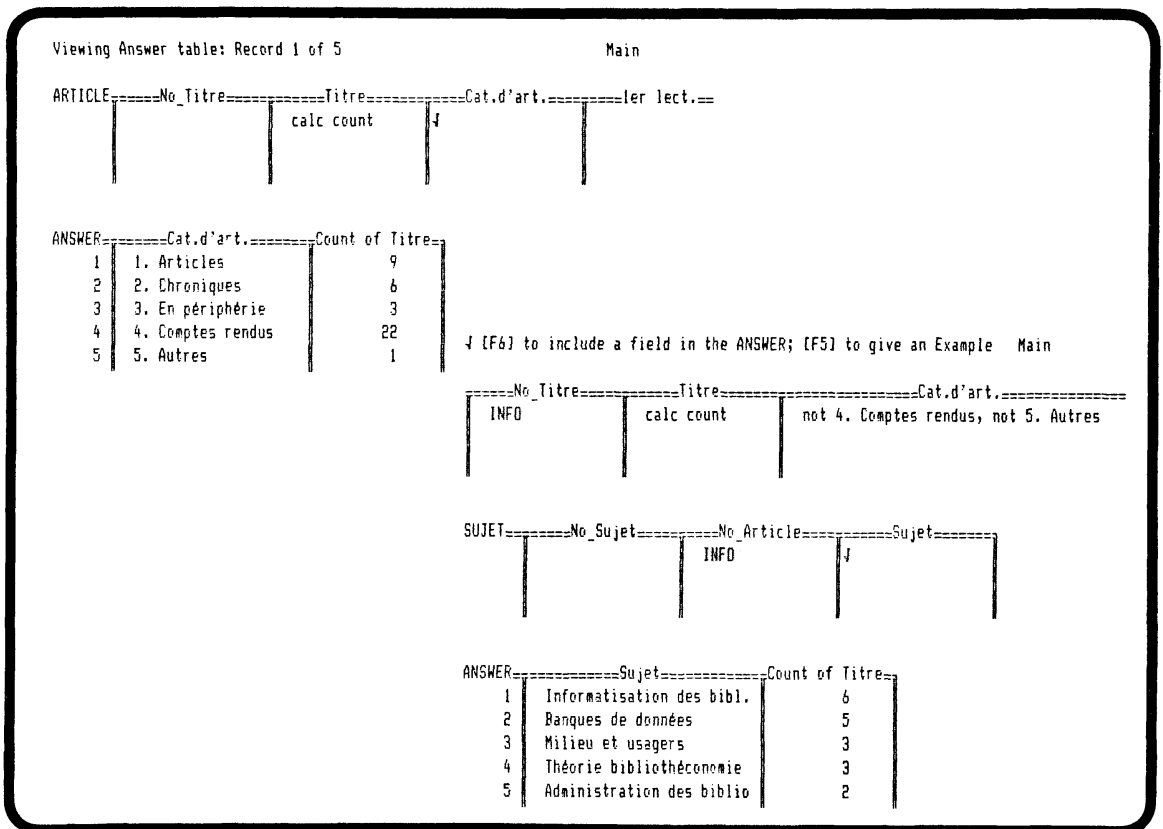 Viewing Answer table: Record 1 of 5 Main
ARTICLE======No_Titre===========Titre===========Cat.d'art.=========1er lect.==
calc count √
ANSWER========Cat.d'art.========Count of Titre==
1 1. Articles 9
2 2. Chroniques 6
3 3. En périphérie 3
4 4. Comptes rendus 22
5 5. Autres 1
√ [F6] to include a field in the ANSWER; [F5] to give an Example Main
======No_Titre===========Titre====================Cat.d'art.===============
INFO calc count not 4. Comptes rendus, not 5. Autres
SUJET========No_Sujet==========No_Article==========Sujet=======
INFO √
ANSWER============Sujet============Count of Titre==
1 Informatisation des bibl. 6
2 Banques de données 5
3 Milieu et usagers 3
4 Théorie bibliothéconomie 3
5 Administration des biblio 2